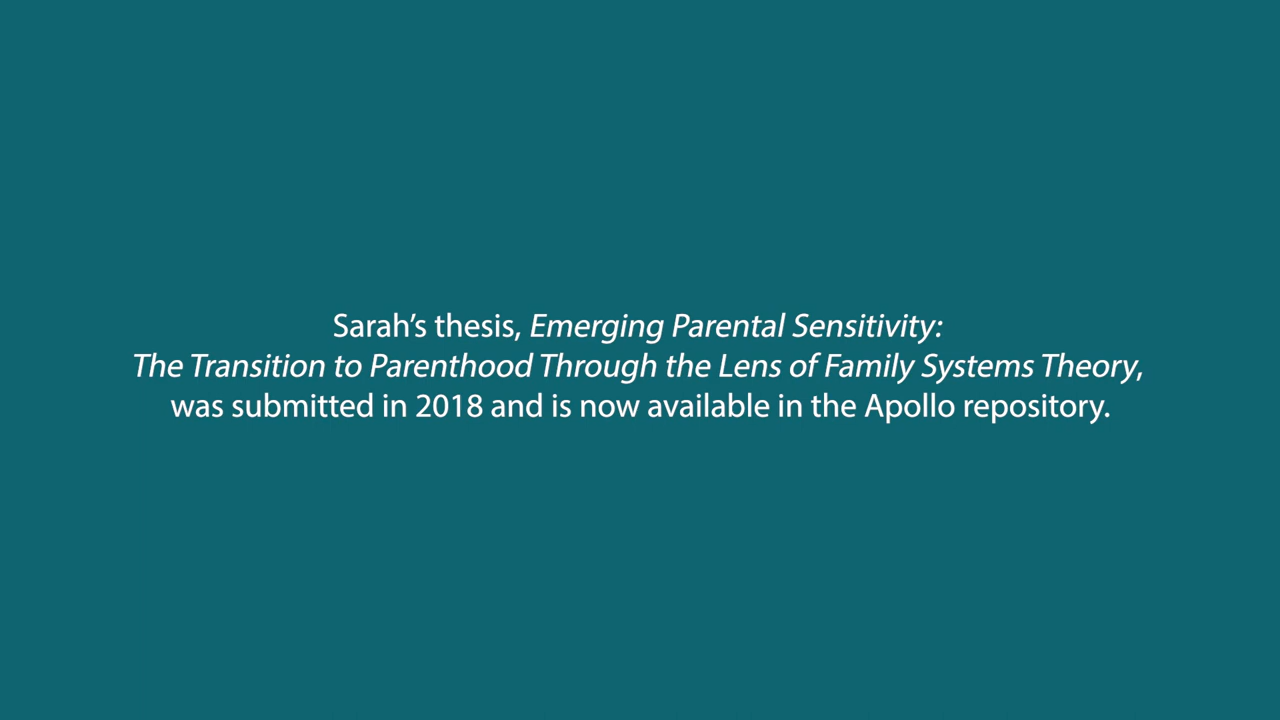 Sarah’s thesis, Emerging Parental Sensitivity:
The Transition to Parenthood Through the Lens of Family Systems Theory,
was submitted in 2018 and is now available in the Apollo repository.